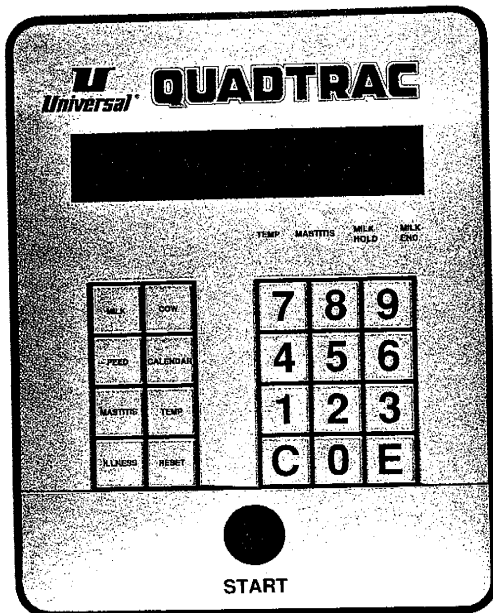 U
Universal®
QUADTRAC
TEMP MASTITIS MILK HOLD MILK END
MILK COW
FEED CALENDAR
MASTITIS TEMP
ILLNESS RESET
7 8 9
4 5 6
1 2 3
C 0 E
START